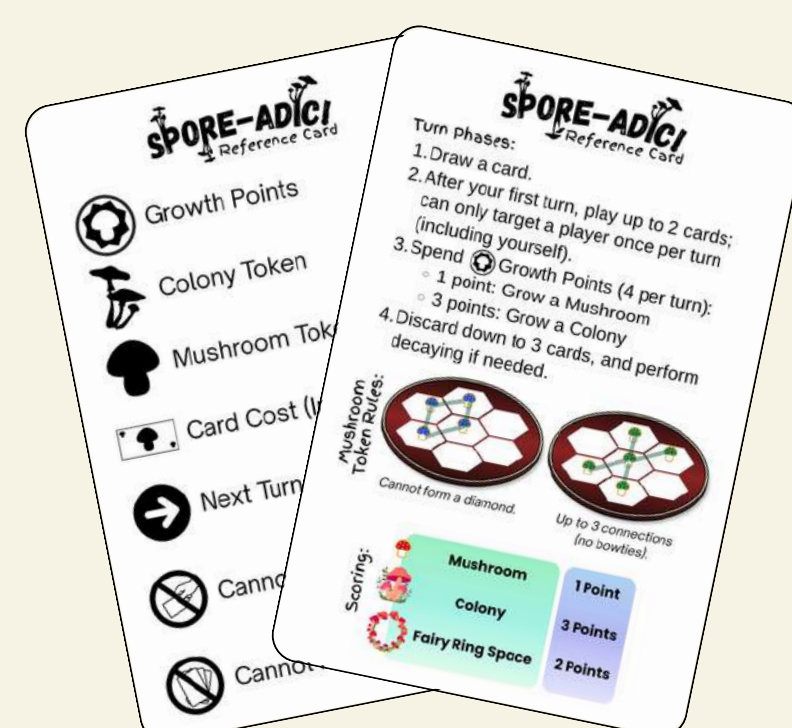 SPORE-ADICI
Reference Card
Growth Points
Colony Token
Mushroom
Card Cost
Next Turn
SPORE-ADICI
Reference Card
Turn Phases:
1. Draw a card.
2. After your first turn, play up to 2 cards;
can only target a player once per turn
(including yourself).
3. Spend Growth Points (4 per turn):
1 point: Grow a Mushroom
3 points: Grow a Colony
4. Discard down to 3 cards, and perform
decaying if needed.
Mushroom
Token Rules:
Cannot form a diamond.
Up to 3 connections
(no bowties).
Scoring:
Mushroom 1 Point
Colony 3 Points
Fairy Ring Space 2 Points